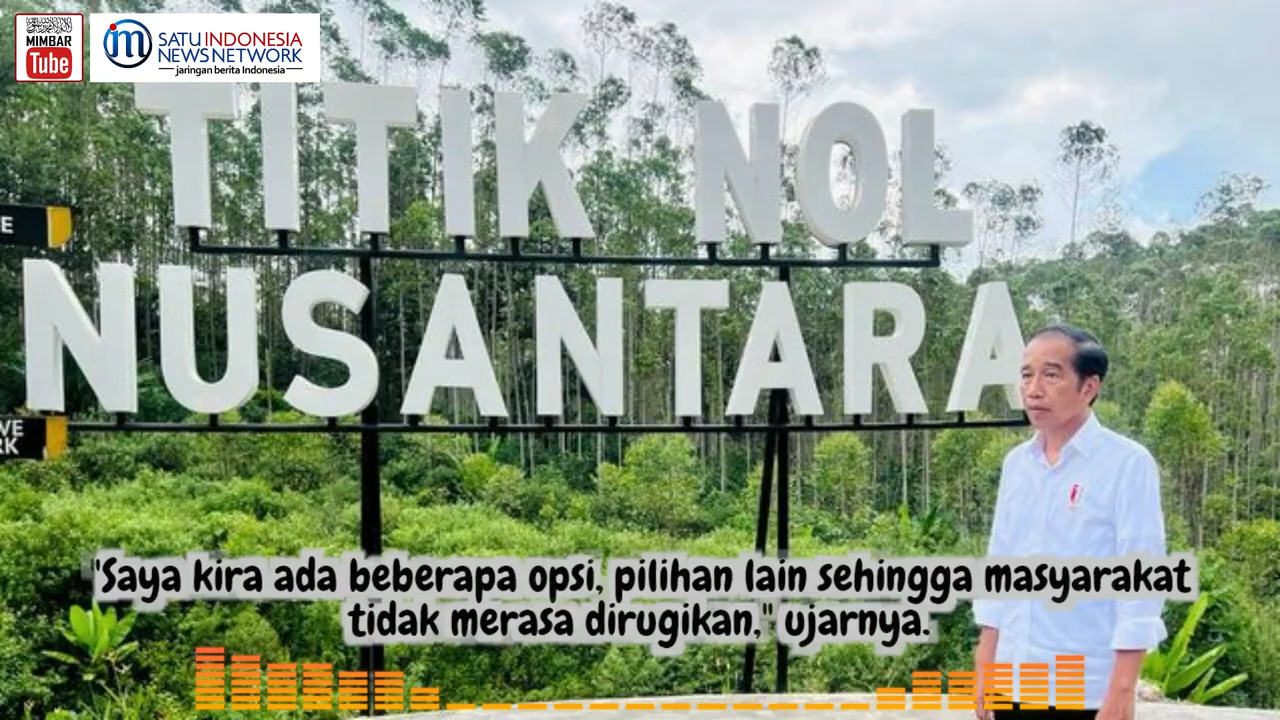 MIMBAR
Tube
SATU INDONESIA
NEWS NETWORK
jaringan berita Indonesia
TITIK NOL
NUSANTARA
"Saya kira ada beberapa opsi, pilihan lain sehingga masyarakat
tidak merasa dirugikan," ujarnya.